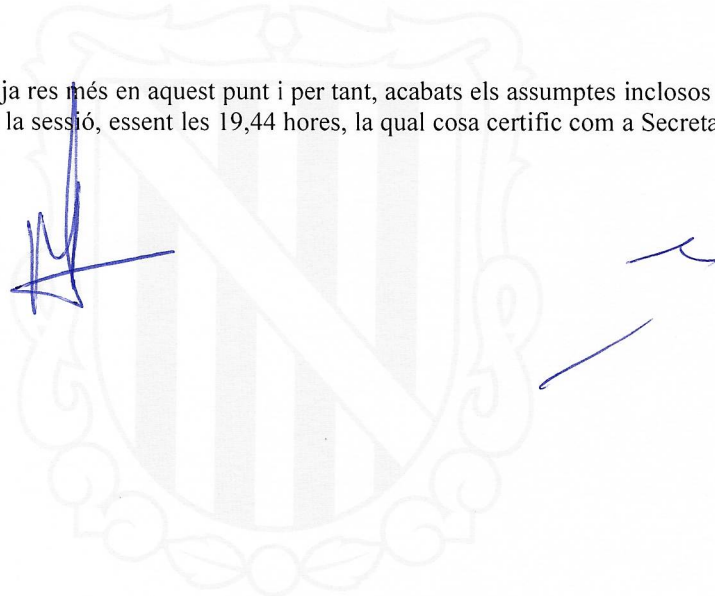 ja res més en aquest punt i per tant, acabats els assumptes inclosos
la sessió, essent les 19,44 hores, la qual cosa certific com a Secreta